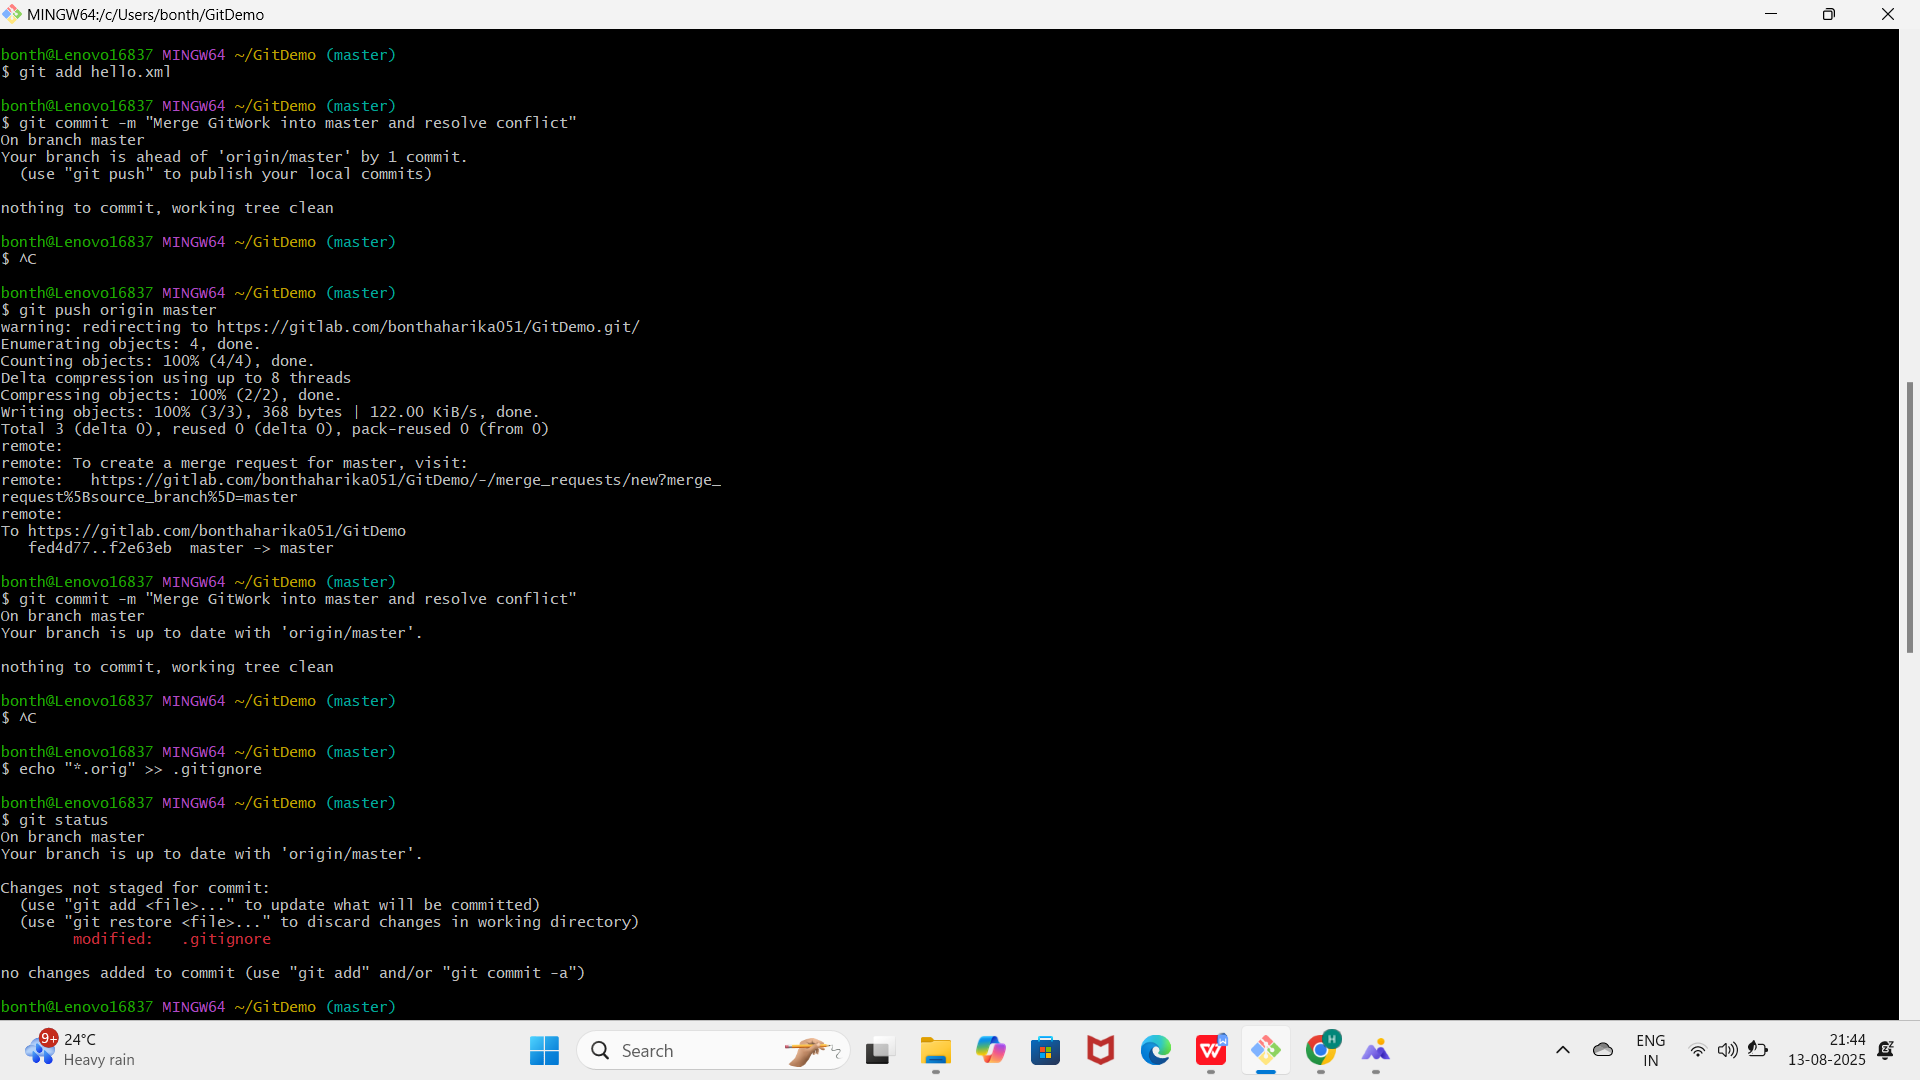 MINGW64:/c/Users/bonth/GitDemo
bonth@Lenovo16837 MINGW64 ~/GitDemo (master)
$ git add hello.xml
bonth@Lenovo16837 MINGW64 ~/GitDemo (master)
$ git commit -m "Merge GitWork into master and resolve conflict"
On branch master
Your branch is ahead of 'origin/master' by 1 commit.
  (use "git push" to publish your local commits)
nothing to commit, working tree clean
bonth@Lenovo16837 MINGW64 ~/GitDemo (master)
$ ^C
bonth@Lenovo16837 MINGW64 ~/GitDemo (master)
$ git push origin master
warning: redirecting to https://gitlab.com/bonthaharika051/GitDemo.git/
Enumerating objects: 4, done.
Counting objects: 100% (4/4), done.
Delta compression using up to 8 threads
Compressing objects: 100% (2/2), done.
Writing objects: 100% (3/3), 368 bytes | 122.00 KiB/s, done.
Total 3 (delta 0), reused 0 (delta 0), pack-reused 0 (from 0)
remote:
remote: To create a merge request for master, visit:
remote:   https://gitlab.com/bonthaharika051/GitDemo/-/merge_requests/new?merge_
request%5Bsource_branch%5D=master
remote:
To https://gitlab.com/bonthaharika051/GitDemo
   fed4d77..f2e63eb  master -> master
bonth@Lenovo16837 MINGW64 ~/GitDemo (master)
$ git commit -m "Merge GitWork into master and resolve conflict"
On branch master
Your branch is up to date with 'origin/master'.
nothing to commit, working tree clean
bonth@Lenovo16837 MINGW64 ~/GitDemo (master)
$ ^C
bonth@Lenovo16837 MINGW64 ~/GitDemo (master)
$ echo "*.orig" >> .gitignore
bonth@Lenovo16837 MINGW64 ~/GitDemo (master)
$ git status
On branch master
Your branch is up to date with 'origin/master'.
Changes not staged for commit:
  (use "git add <file>..." to update what will be committed)
  (use "git restore <file>..." to discard changes in working directory)
        modified:   .gitignore
no changes added to commit (use "git add" and/or "git commit -a")
bonth@Lenovo16837 MINGW64 ~/GitDemo (master)
9+
24°C
Heavy rain
Search
W
H
ENG
IN
21:44
13-08-2025